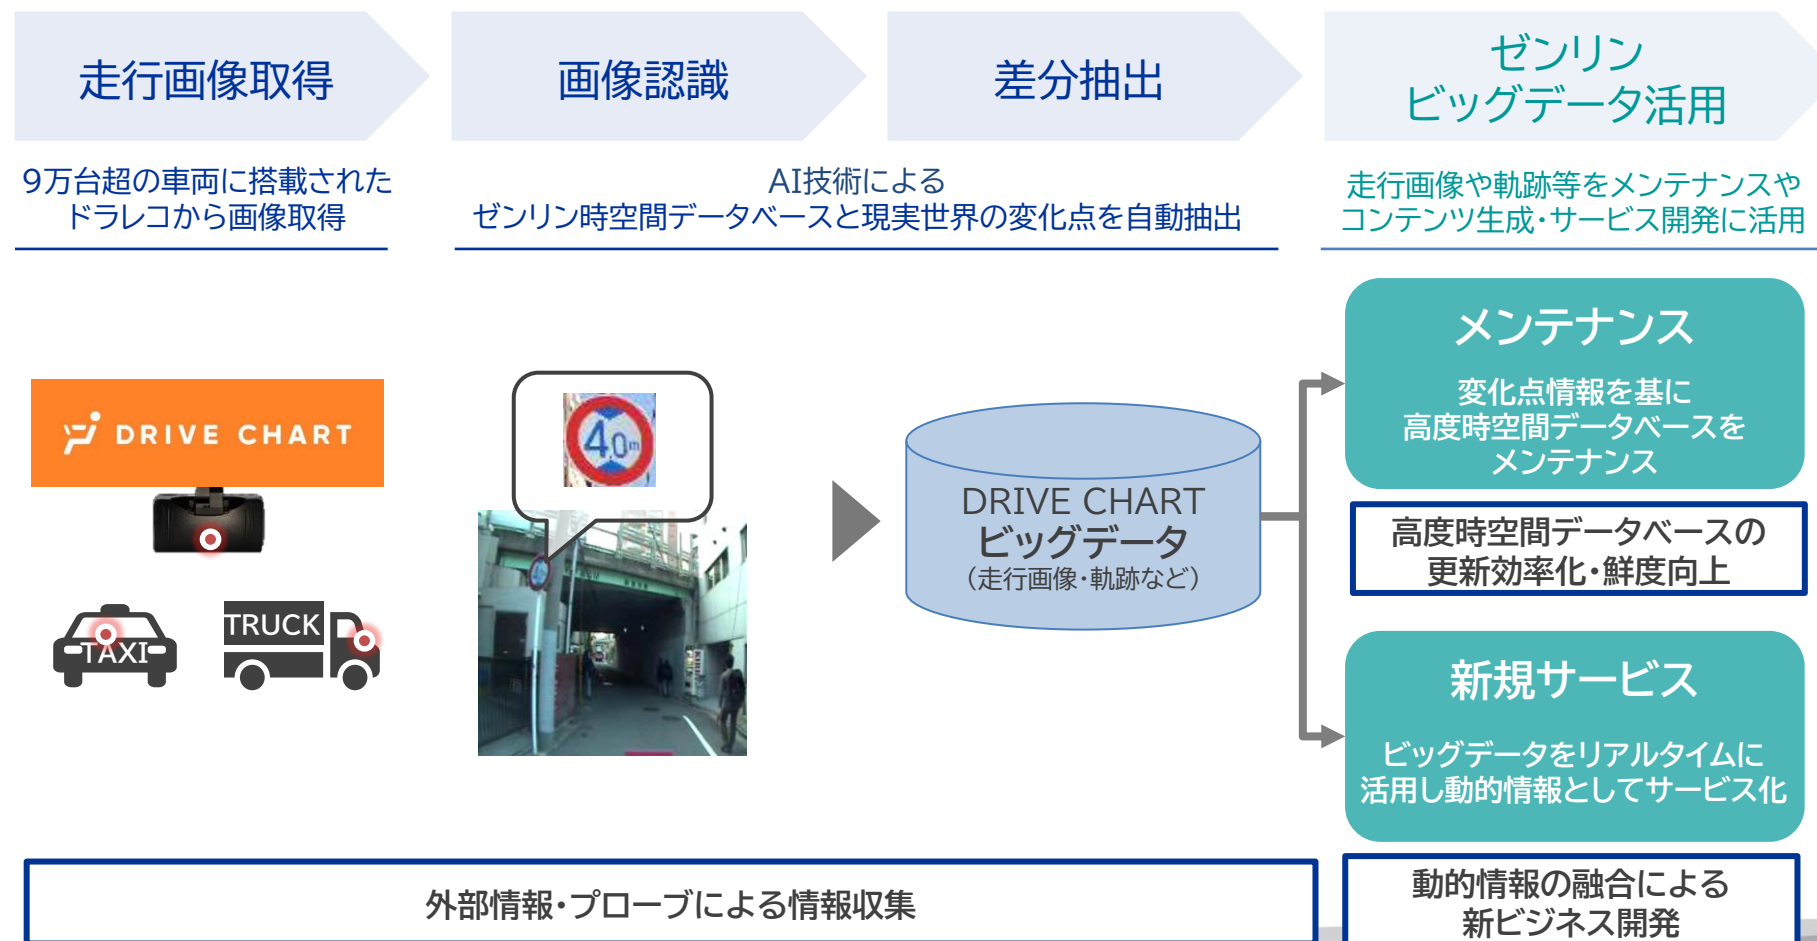 走行画像取得
画像認識
差分抽出
ゼンリン
ビッグデータ活用
9万台超の車両に搭載された
ドラレコから画像取得
AI技術による
ゼンリン時空間データベースと現実世界の変化点を自動抽出
走行画像や軌跡等をメンテナンスや
コンテンツ生成・サービス開発に活用
DRIVE CHART
TAXI
TRUCK
4.0m
DRIVE CHART
ビッグデータ
（走行画像・軌跡など）
メンテナンス
変化点情報を基に
高度時空間データベースを
メンテナンス
高度時空間データベースの
更新効率化・鮮度向上
新規サービス
ビッグデータをリアルタイムに
活用し動的情報としてサービス化
外部情報・プローブによる情報収集
動的情報の融合による
新ビジネス開発